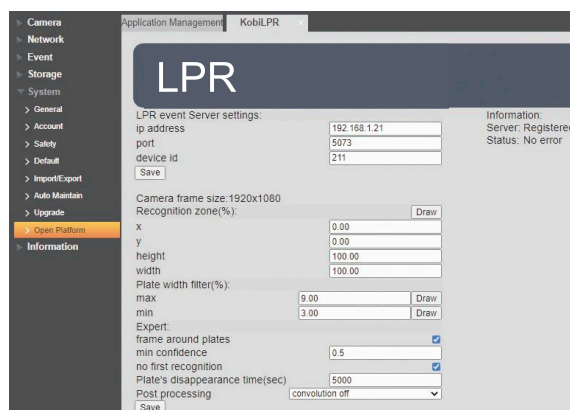 Camera
Network
Event
Storage
System
General
Account
Safety
Default
Import/Export
Auto Maintain
Upgrade
Open Platform
Information
Application Management KobiLPR
LPR
LPR event Server settings:
ip address 192.168.1.21
port 5073
device id 211
Save
Information:
Server: Registered
Status: No error
Camera frame size:1920x1080
Recognition zone(%): Draw
x 0.00
y 0.00
height 100.00
width 100.00
Plate width filter(%):
max 9.00 Draw
min 3.00 Draw
Expert:
frame around plates
min confidence 0.5
no first recognition
Plate's disappearance time(sec) 5000
Post processing convolution off
Save